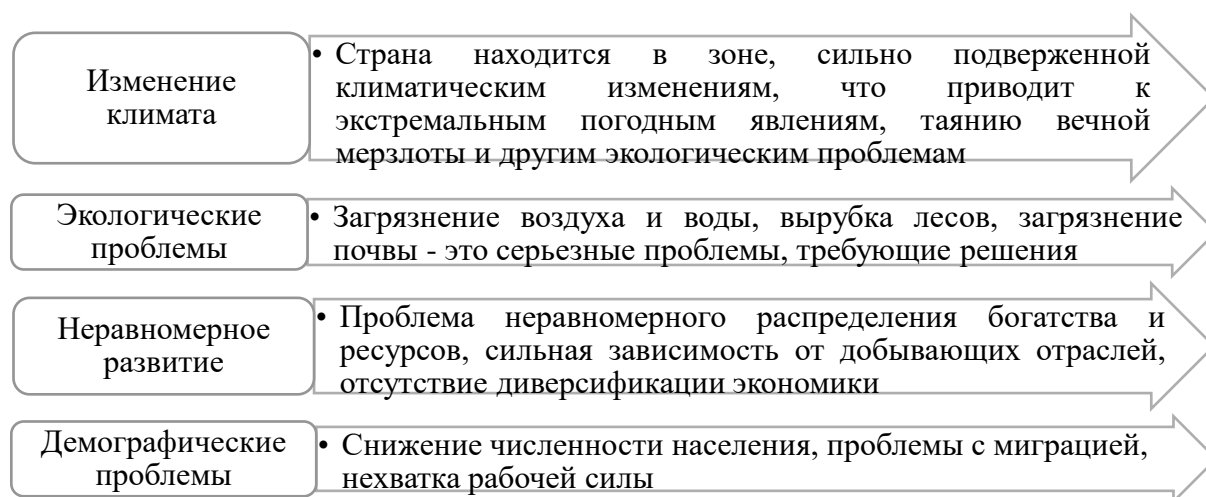 Изменение
климата
• Страна находится в зоне, сильно подверженной
климатическим изменениям, что приводит к
экстремальным погодным явлениям, таянию вечной
мерзлоты и другим экологическим проблемам
Экологические
проблемы
• Загрязнение воздуха и воды, вырубка лесов, загрязнение
почвы - это серьезные проблемы, требующие решения
Неравномерное
развитие
• Проблема неравномерного распределения богатства и
ресурсов, сильная зависимость от добывающих отраслей,
отсутствие диверсификации экономики
Демографические
проблемы
• Снижение численности населения, проблемы с миграцией,
нехватка рабочей силы